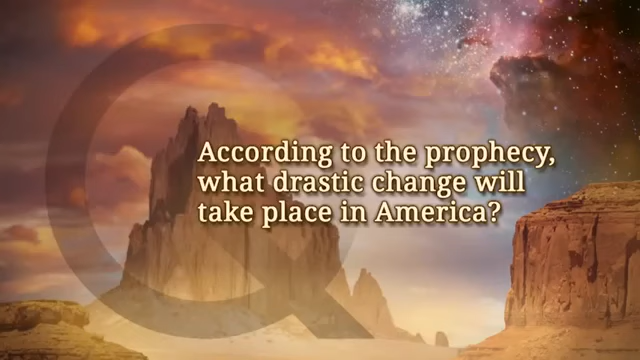 According to the prophecy,
what drastic change will
take place in America?